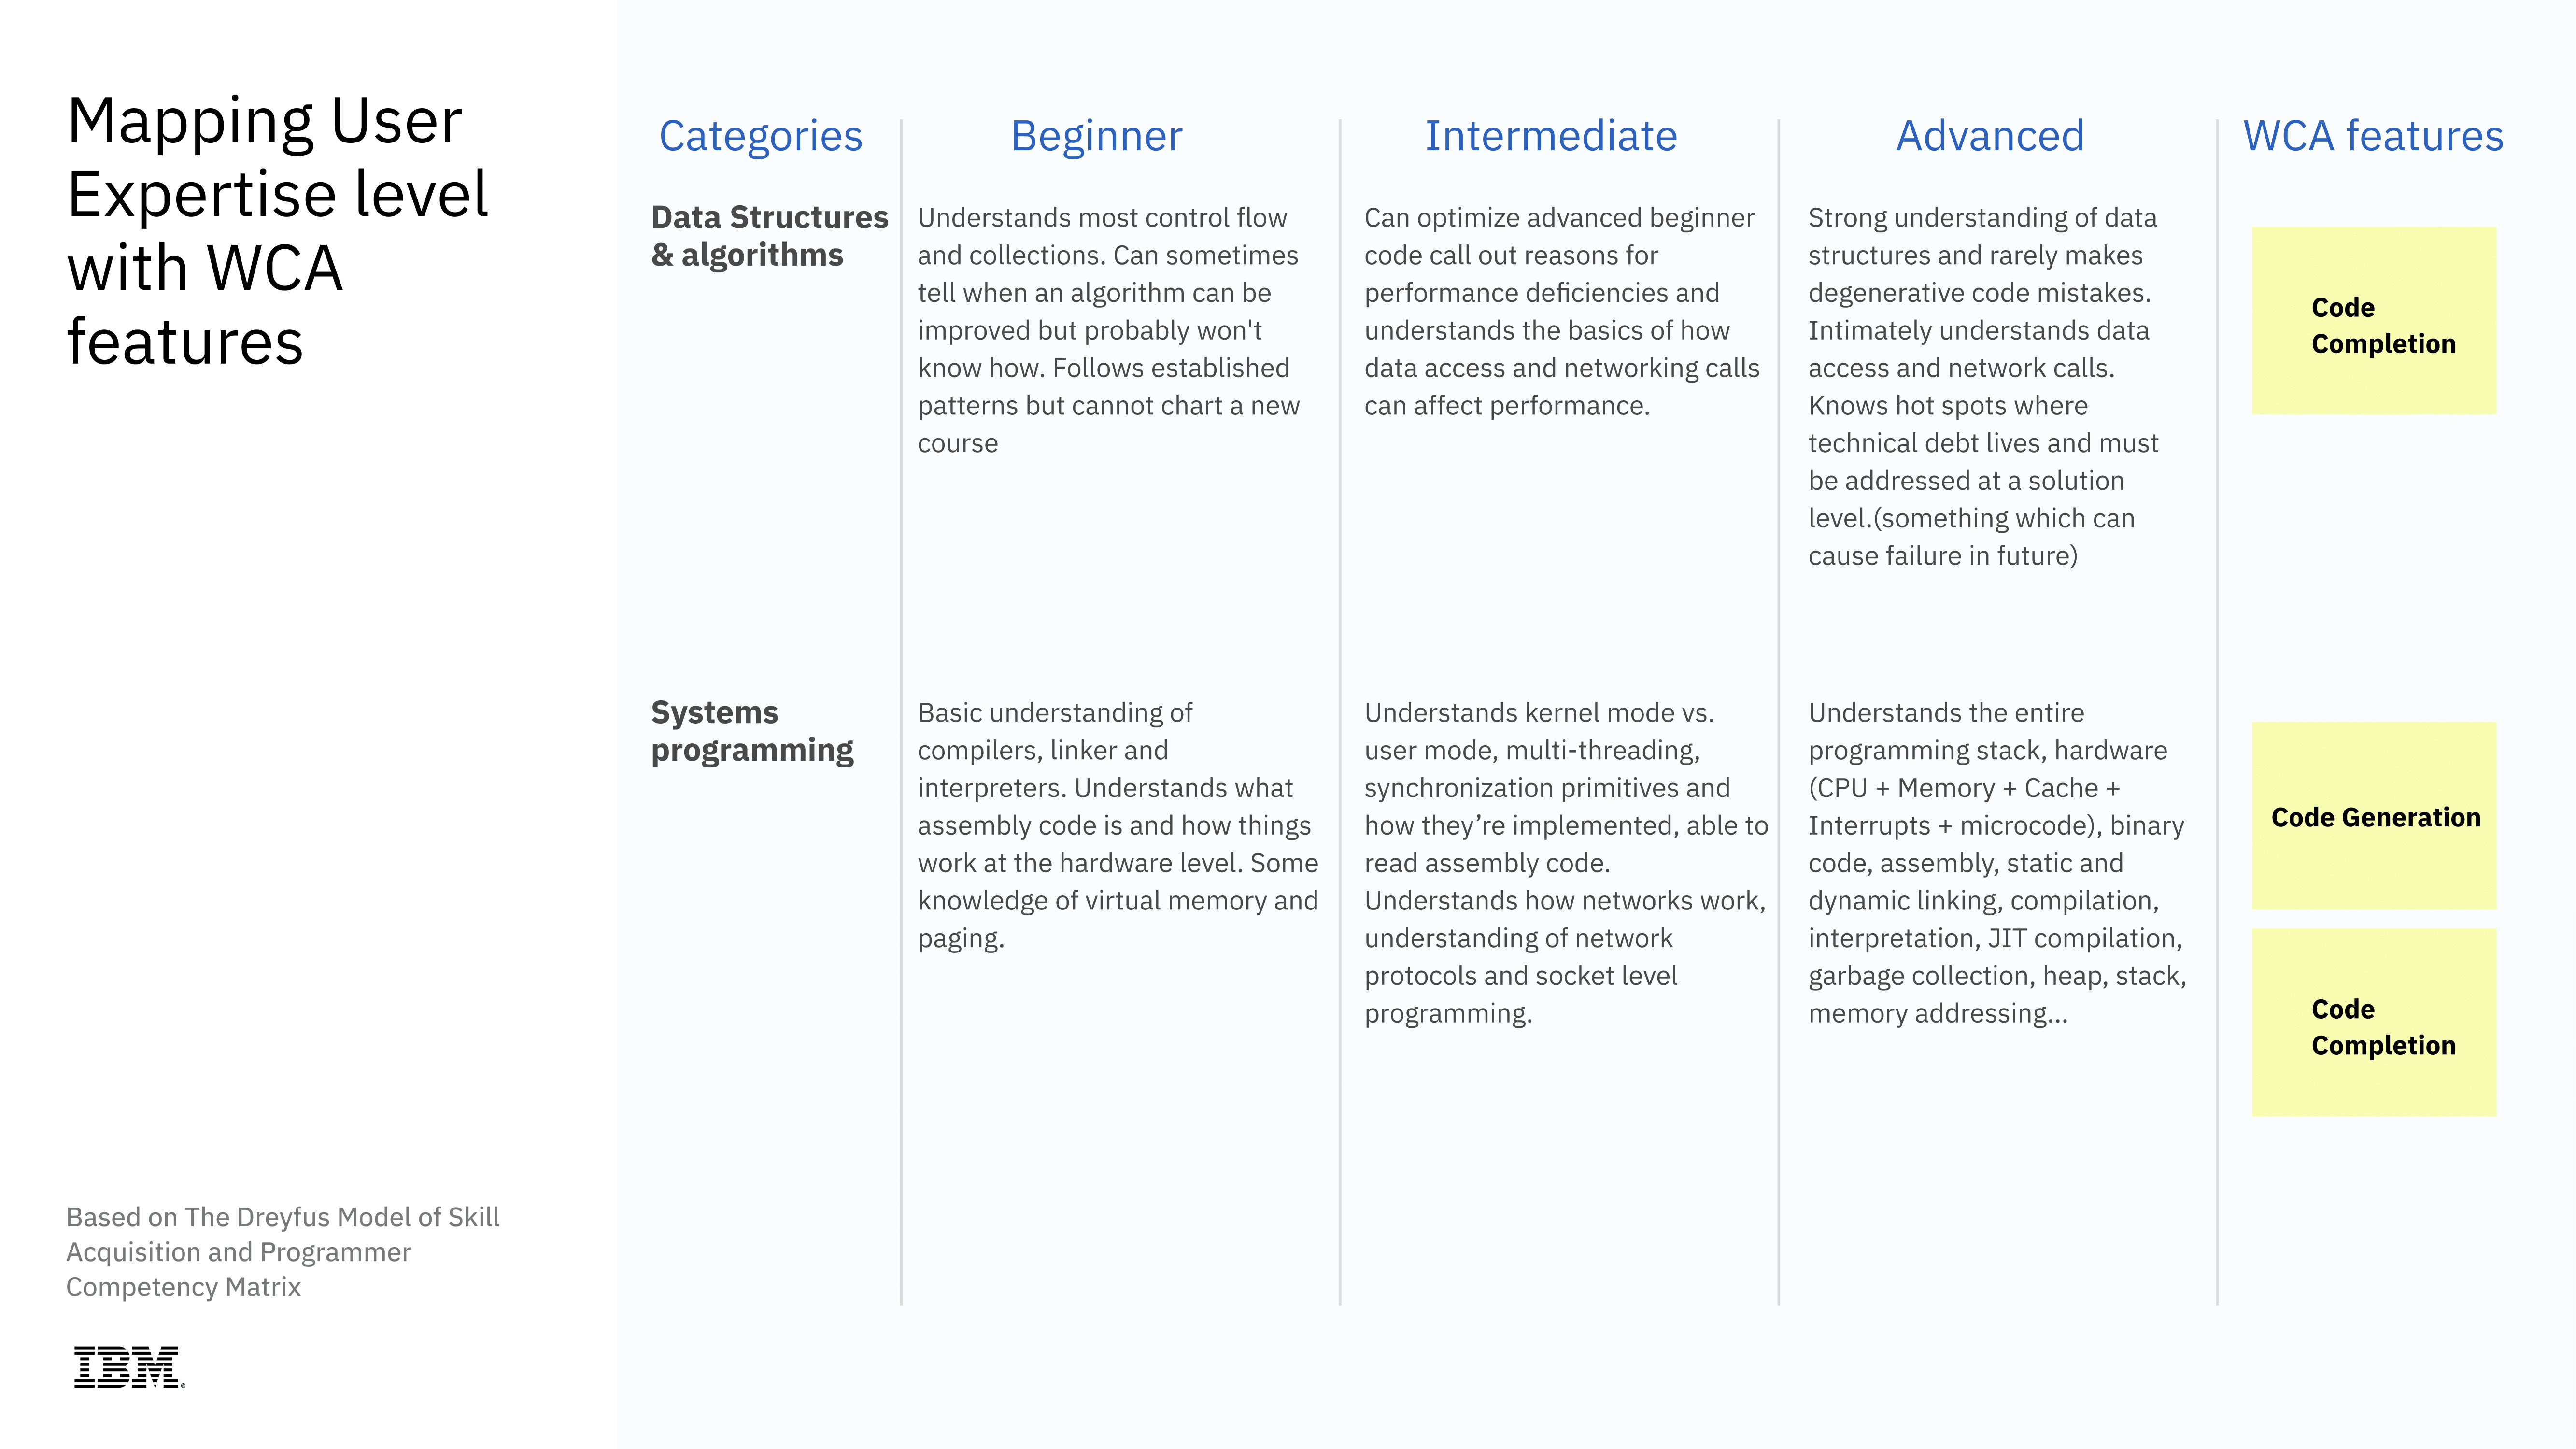 Mapping User
Expertise level
with WCA
features
Based on The Dreyfus Model of Skill
Acquisition and Programmer
Competency Matrix
IBM®
Categories
Beginner
Intermediate
Advanced
WCA features
Data Structures
& algorithms
Understands most control flow
and collections. Can sometimes
tell when an algorithm can be
improved but probably won't
know how. Follows established
patterns but cannot chart a new
course
Can optimize advanced beginner
code call out reasons for
performance deficiencies and
understands the basics of how
data access and networking calls
can affect performance.
Strong understanding of data
structures and rarely makes
degenerative code mistakes.
Intimately understands data
access and network calls.
Knows hot spots where
technical debt lives and must
be addressed at a solution
level.(something which can
cause failure in future)
Code
Completion
Systems
programming
Basic understanding of
compilers, linker and
interpreters. Understands what
assembly code is and how things
work at the hardware level. Some
knowledge of virtual memory and
paging.
Understands kernel mode vs.
user mode, multi-threading,
synchronization primitives and
how they’re implemented, able to
read assembly code.
Understands how networks work,
understanding of network
protocols and socket level
programming.
Understands the entire
programming stack, hardware
(CPU + Memory + Cache +
Interrupts + microcode), binary
code, assembly, static and
dynamic linking, compilation,
interpretation, JIT compilation,
garbage collection, heap, stack,
memory addressing…
Code Generation
Code
Completion